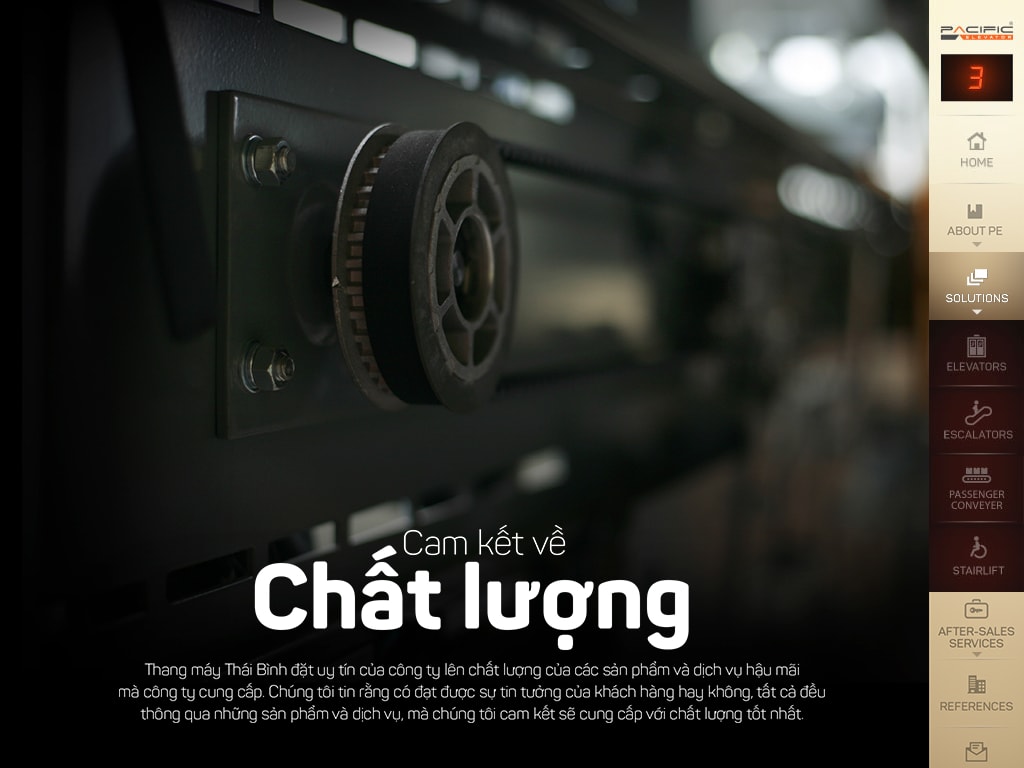 Cam kết về
Chất lượng
Thang máy Thái Bình đặt uy tín của công ty lên chất lượng của các sản phẩm và dịch vụ hậu mãi
mà công ty cung cấp. Chúng tôi tin rằng có đạt được sự tin tưởng của khách hàng hay không, tất cả đều
thông qua những sản phẩm và dịch vụ, mà chúng tôi cam kết sẽ cung cấp với chất lượng tốt nhất.
PACIFIC®
ELEVATOR
3
HOME
ABOUT PE
SOLUTIONS
ELEVATORS
ESCALATORS
PASSENGER
CONVEYER
STAIRLIFT
AFTER-SALES
SERVICES
REFERENCES